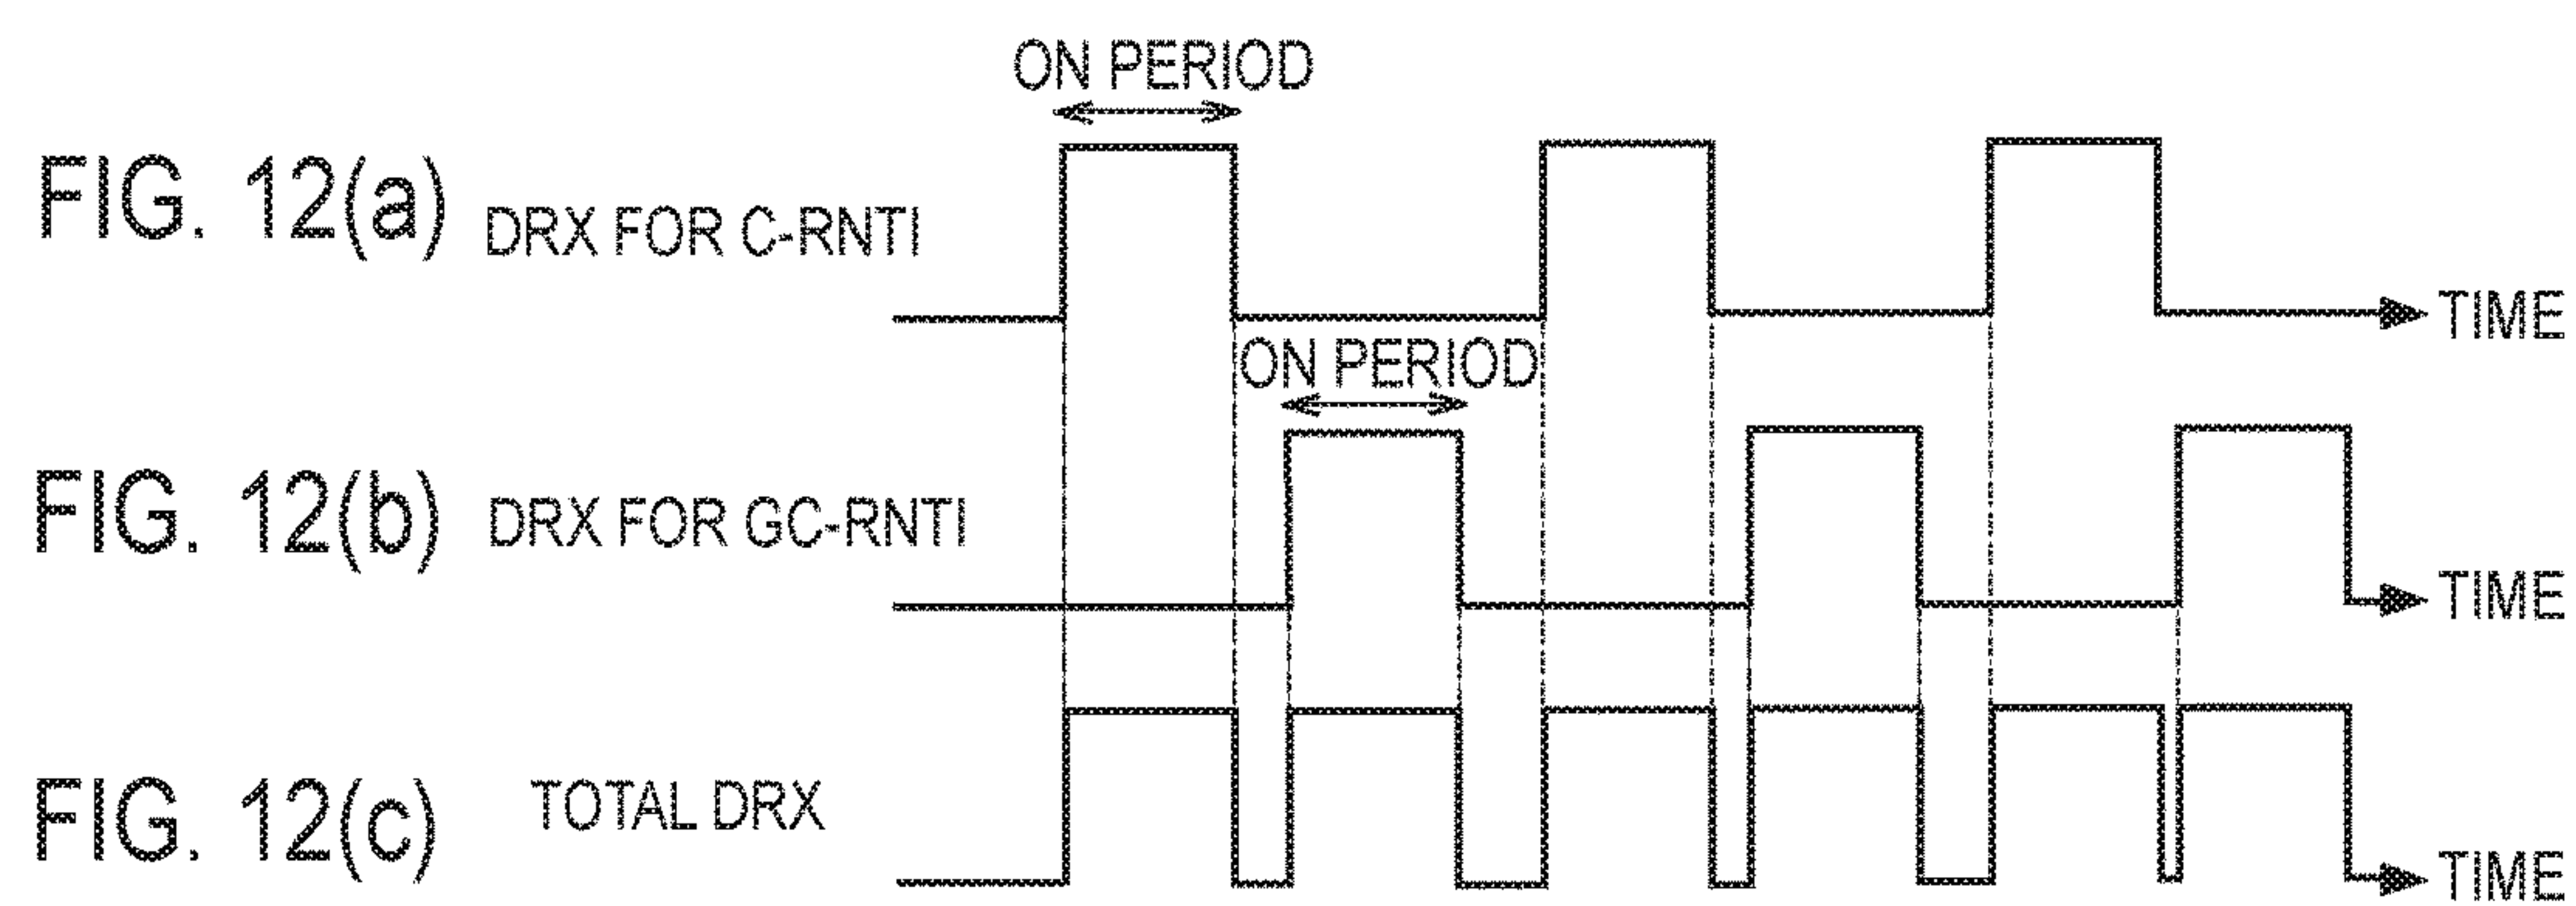 ON PERIOD
FIG. 12(a) DRX FOR C-RNTI
TIME
ON PERIOD
FIG. 12(b) DRX FOR GC-RNTI
TIME
FIG. 12(c) TOTAL DRX
TIME